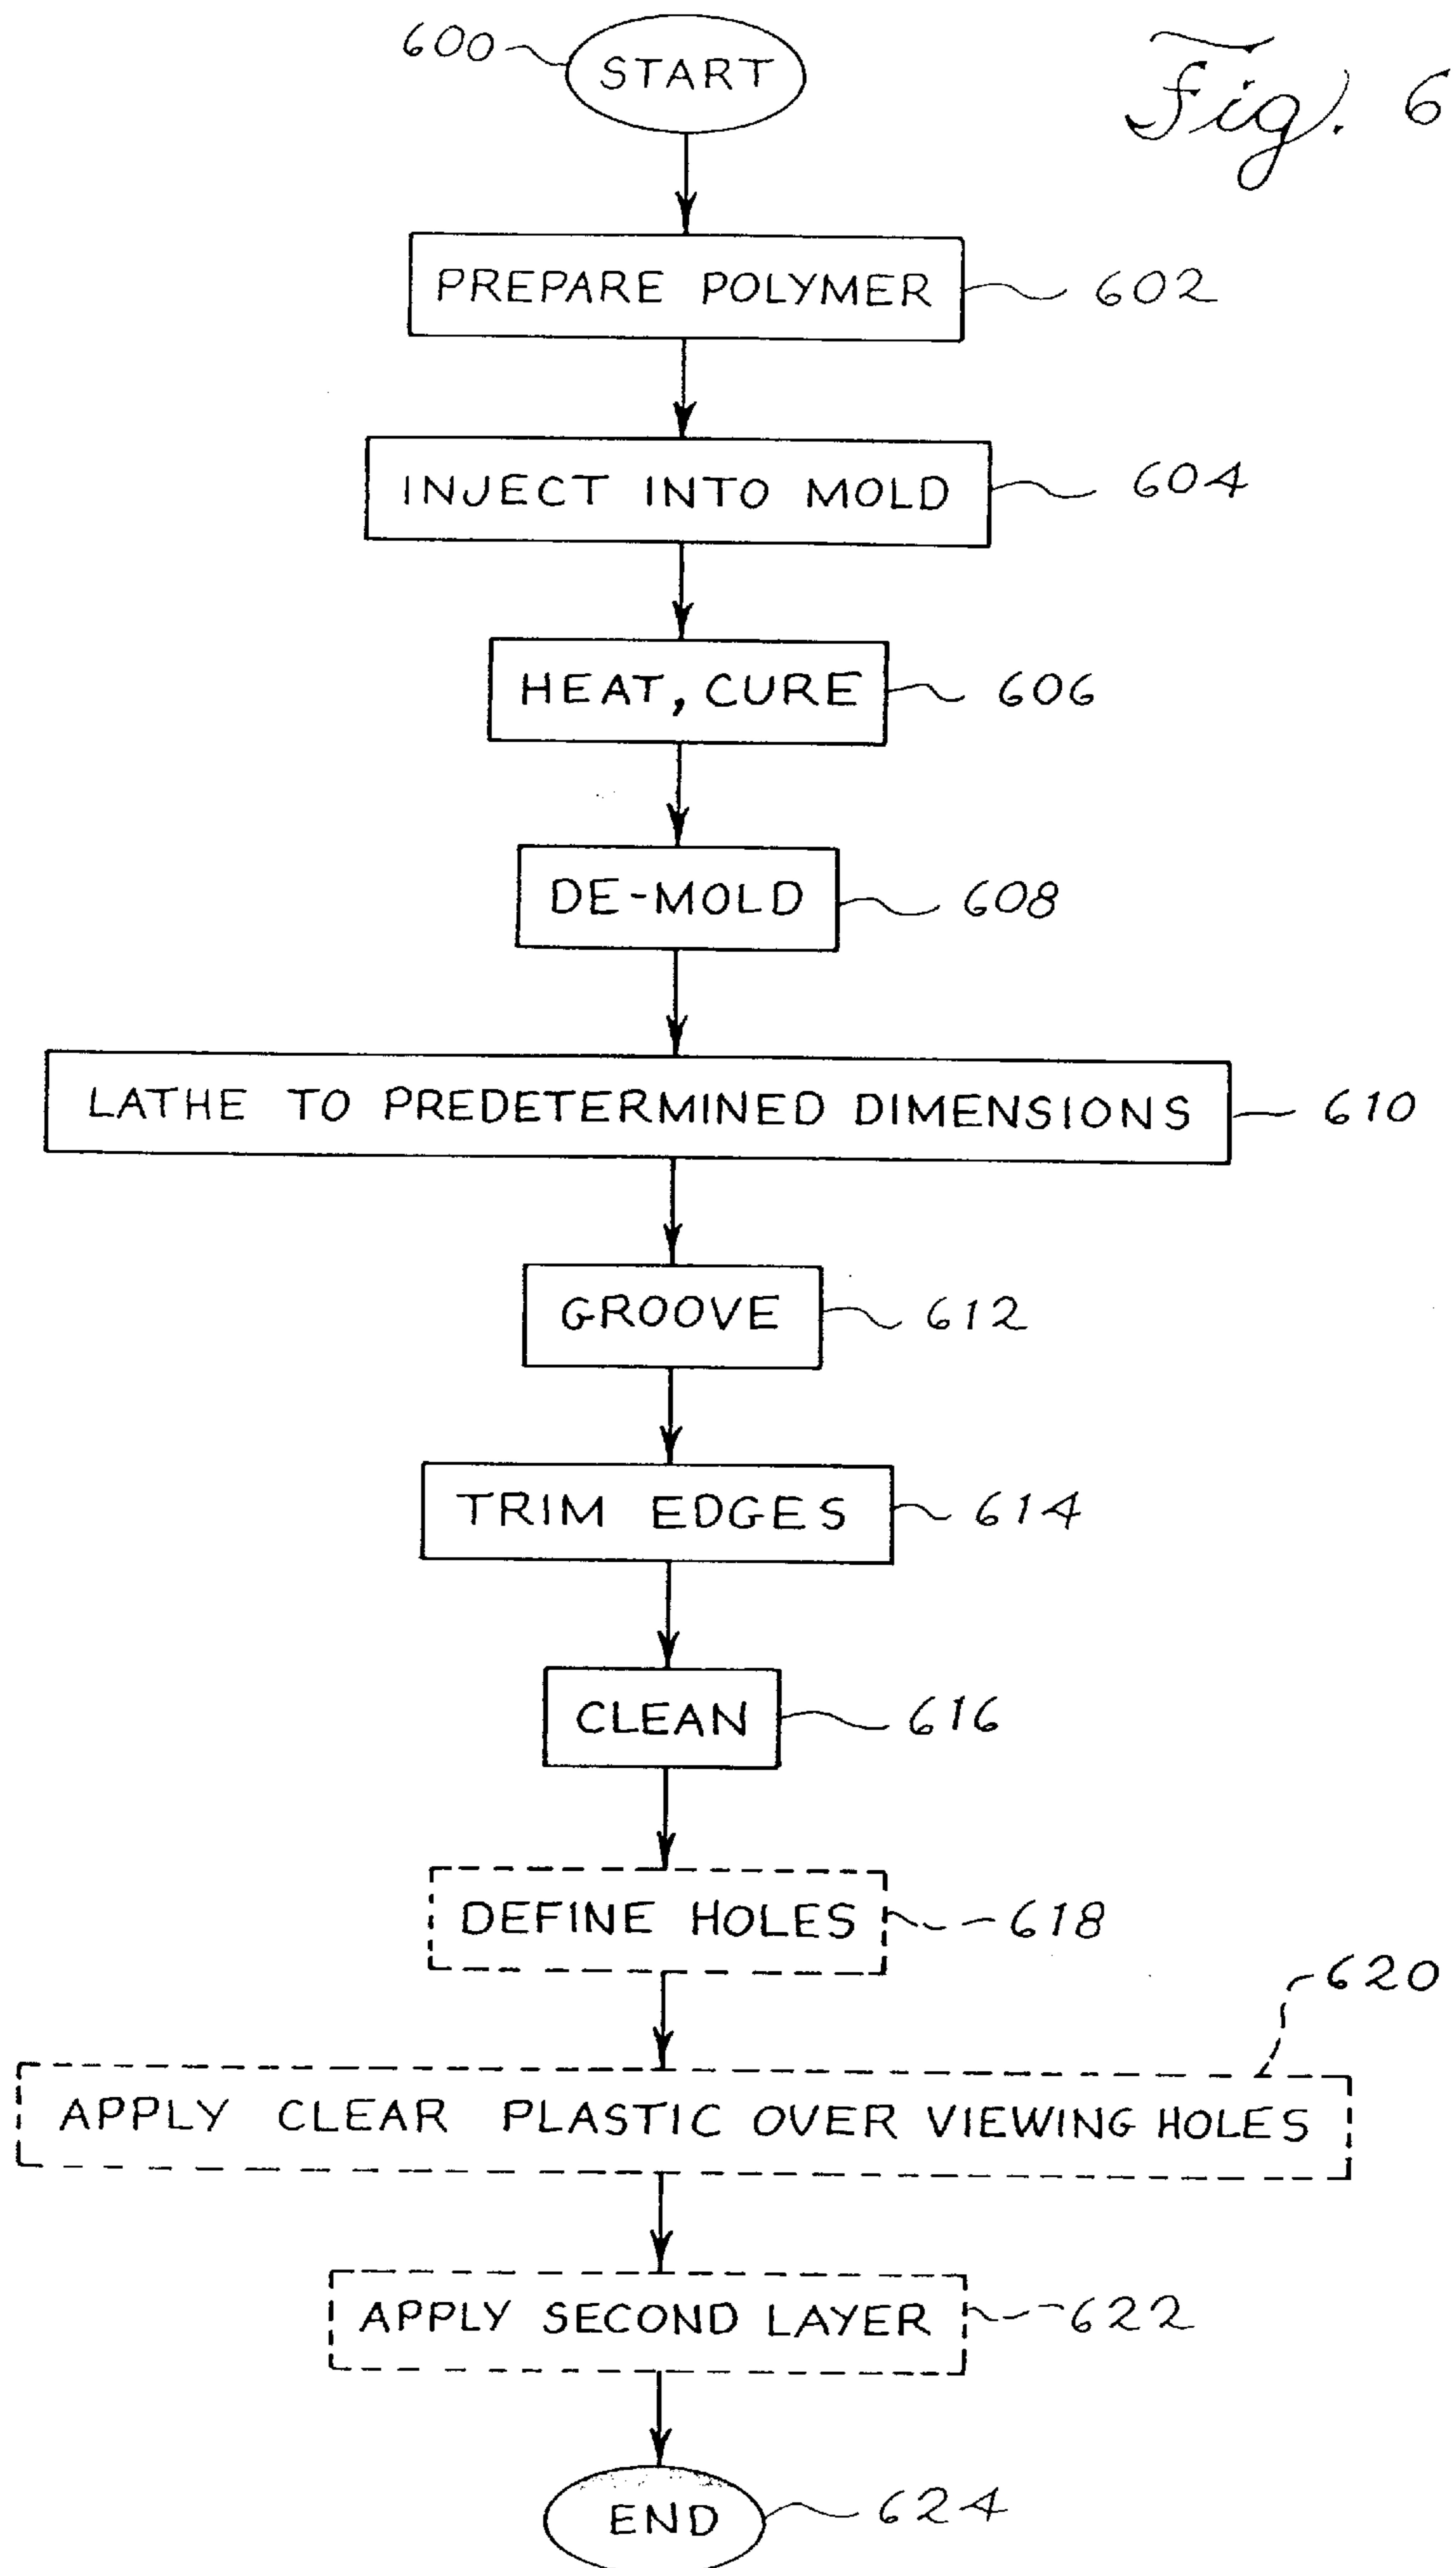 600 START
Fig. 6
PREPARE POLYMER 602
INJECT INTO MOLD 604
HEAT, CURE 606
DE-MOLD 608
LATHE TO PREDETERMINED DIMENSIONS 610
GROOVE 612
TRIM EDGES 614
CLEAN 616
DEFINE HOLES 618
620
APPLY CLEAR PLASTIC OVER VIEWING HOLES
APPLY SECOND LAYER 622
END 624